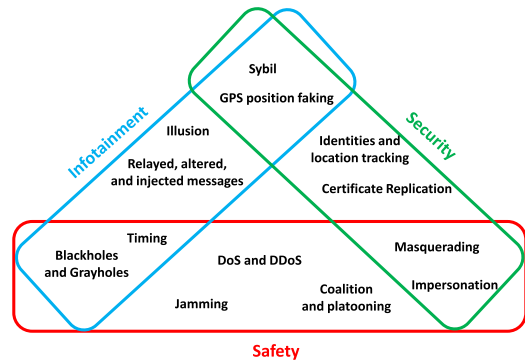 Sybil
GPS position faking
Infotainment
Security
Illusion
Identities and
location tracking
Relayed, altered,
and injected messages
Certificate Replication
Timing
Masquerading
Blackholes
and Grayholes
DoS and DDoS
Impersonation
Coalition
and platooning
Jamming
Safety